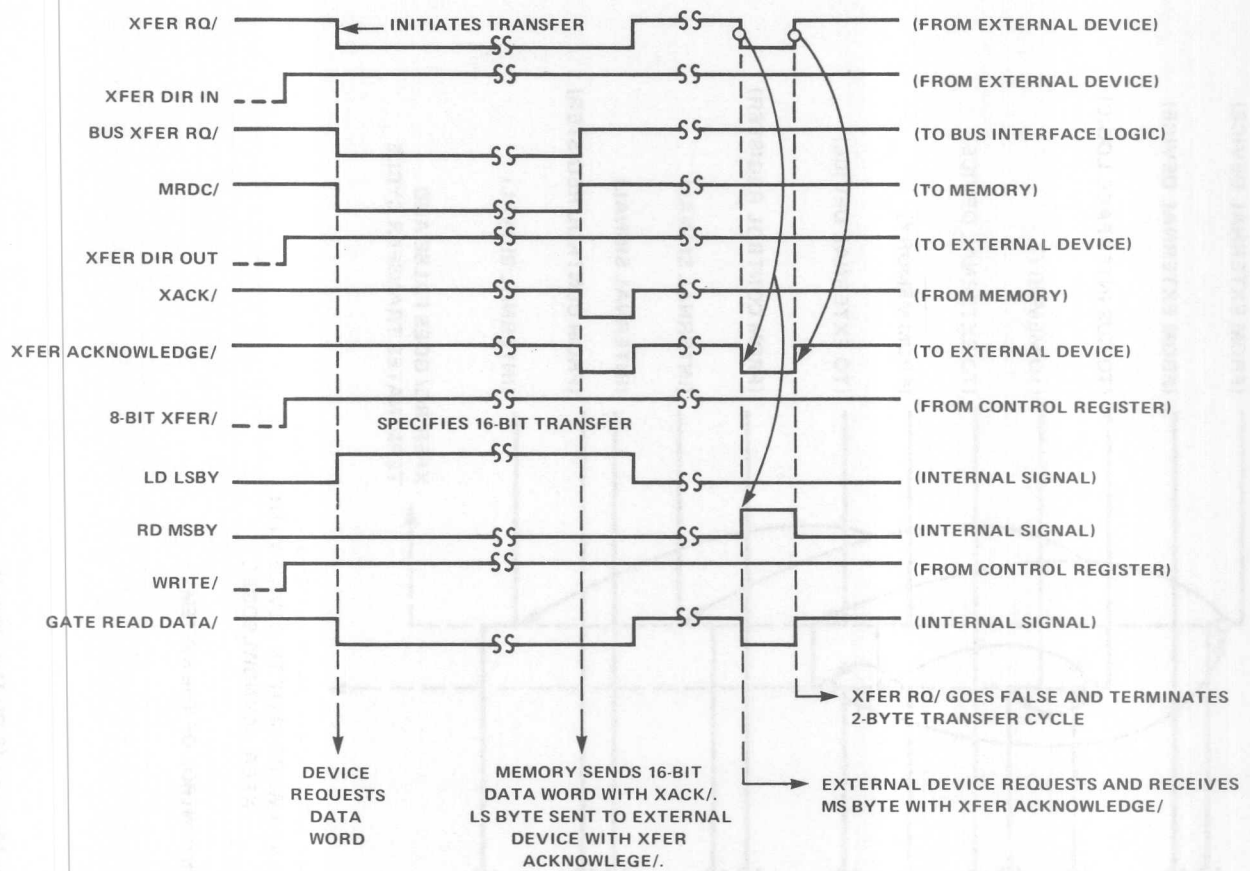 XFER RQ/
INITIATES TRANSFER
(FROM EXTERNAL DEVICE)
XFER DIR IN
(FROM EXTERNAL DEVICE)
BUS XFER RQ/
(TO BUS INTERFACE LOGIC)
MRDC/
(TO MEMORY)
XFER DIR OUT
(TO EXTERNAL DEVICE)
XACK/
(FROM MEMORY)
XFER ACKNOWLEDGE/
(TO EXTERNAL DEVICE)
8-BIT XFER/
(FROM CONTROL REGISTER)
SPECIFIES 16-BIT TRANSFER
LD LSBY
(INTERNAL SIGNAL)
RD MSBY
(INTERNAL SIGNAL)
WRITE/
(FROM CONTROL REGISTER)
GATE READ DATA/
(INTERNAL SIGNAL)
XFER RQ/ GOES FALSE AND TERMINATES
2-BYTE TRANSFER CYCLE
EXTERNAL DEVICE REQUESTS AND RECEIVES
MS BYTE WITH XFER ACKNOWLEDGE/
DEVICE
REQUESTS
DATA
WORD
MEMORY SENDS 16-BIT
DATA WORD WITH XACK/.
LS BYTE SENT TO EXTERNAL
DEVICE WITH XFER
ACKNOWLEGE/.